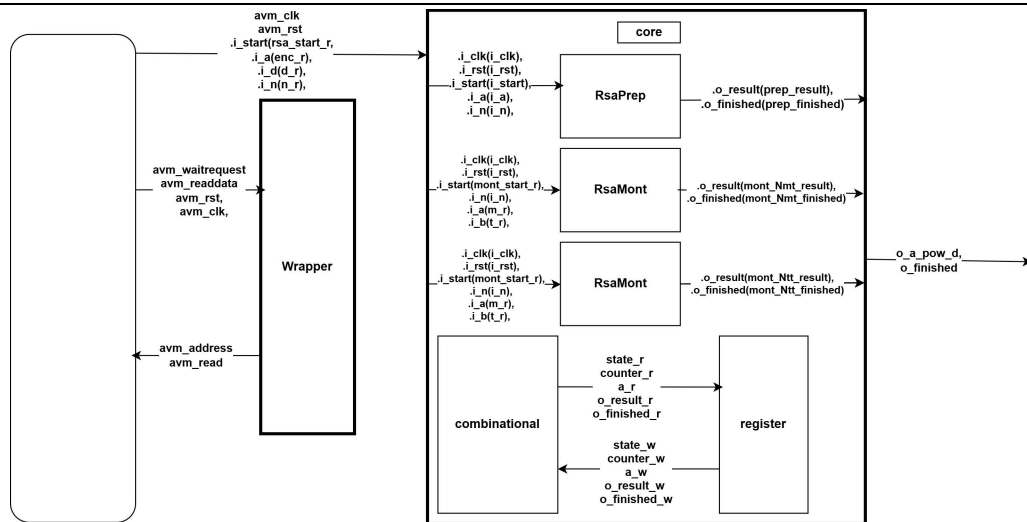 avm_clk
avm_rst
.i_start(rsa_start_r,
.i_a(enc_r),
.i_d(d_r),
.i_n(n_r),
avm_waitrequest
avm_readdata
avm_rst,
avm_clk,
Wrapper
avm_address
avm_read
core
.i_clk(i_clk),
.i_rst(i_rst),
.i_start(i_start),
.i_a(i_a),
.i_n(i_n),
RsaPrep
.o_result(prep_result),
.o_finished(prep_finished)
.i_clk(i_clk),
.i_rst(i_rst),
.i_start(mont_start_r),
.i_n(i_n),
.i_a(m_r),
.i_b(t_r),
RsaMont
.o_result(mont_Nmt_result),
.o_finished(mont_Nmt_finished)
.i_clk(i_clk),
.i_rst(i_rst),
.i_start(mont_start_r),
.i_n(i_n),
.i_a(m_r),
.i_b(t_r),
RsaMont
.o_result(mont_Ntt_result),
.o_finished(mont_Ntt_finished)
o_a_pow_d,
o_finished
combinational
state_r
counter_r
a_r
o_result_r
o_finished_r
state_w
counter_w
a_w
o_result_w
o_finished_w
register